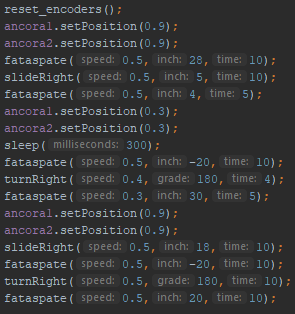 reset_encoders();
ancora1.setPosition(0.9);
ancora2.setPosition(0.9);
fataspate( speed: 0.5, inch: 28, time: 10);
slideRight( speed: 0.5, inch: 5, time: 10);
fataspate( speed: 0.5, inch: 4, time: 5);
ancora1.setPosition(0.3);
ancora2.setPosition(0.3);
sleep( milliseconds: 300);
fataspate( speed: 0.5, inch: -20, time: 10);
turnRight( speed: 0.4, grade: 180, time: 4);
fataspate( speed: 0.3, inch: 30, time: 5);
ancora1.setPosition(0.9);
ancora2.setPosition(0.9);
slideRight( speed: 0.5, inch: 18, time: 10);
fataspate( speed: 0.5, inch: -20, time: 10);
turnRight( speed: 0.5, grade: 180, time: 10);
fataspate( speed: 0.5, inch: 20, time: 10);